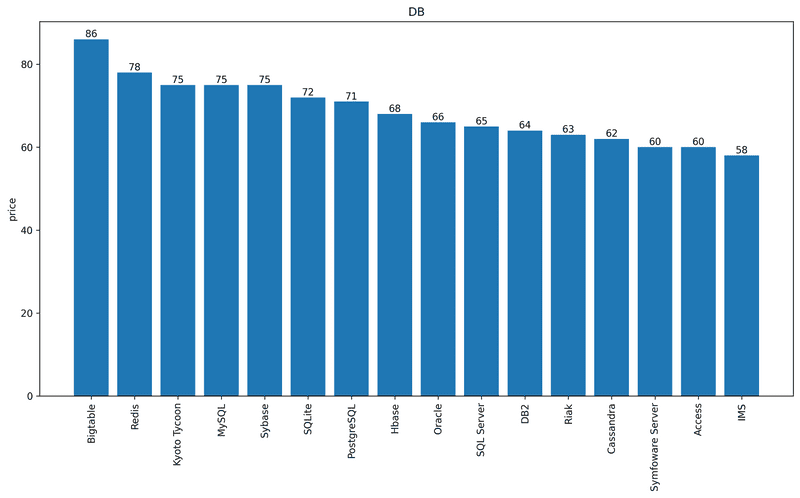 DB
86
78
75
75
75
72
71
68
66
65
64
63
62
60
60
58
price
80
60
40
20
0
Bigtable
Redis
Kyoto Tycoon
MySQL
Sybase
SQLite
PostgreSQL
Hbase
Oracle
SQL Server
DB2
Riak
Cassandra
Symfoware Server
Access
IMS